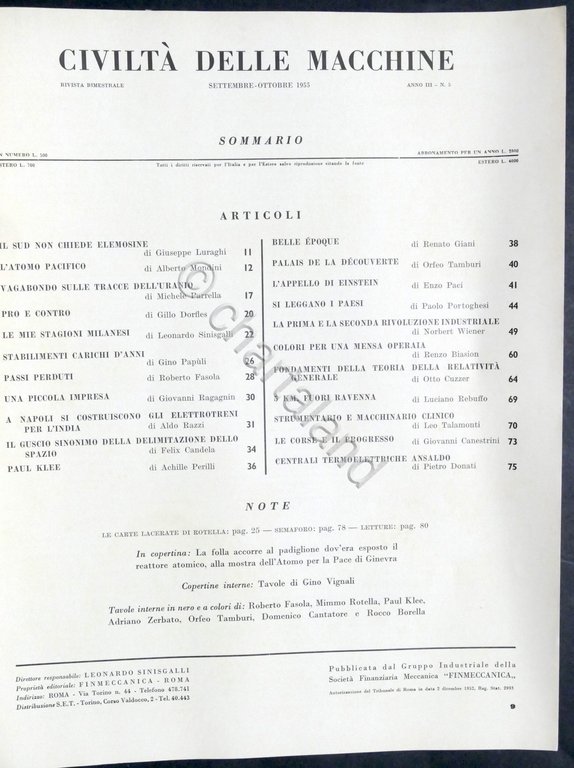 CIVILTÀ DELLE MACCHINE
RIVISTA BIMESTRALE SETTEMBRE-OTTOBRE 1955 ANNO III - N. 5
SOMMARIO
N NUMERO L. 500 ABBONAMENTO PER UN ANNO L.
STERO L. 700 Tutti i diritti riservati per l'Italia e per l'Estero salvo riproduzione citando la fonte ESTERO L. 4000
ARTICOLI
IL SUD NON CHIEDE ELEMOSINE
di Giuseppe Luraghi 11
L'ATOMO PACIFICO di Alberto Mondini 12
VAGABONDO SULLE TRACCE DELL'URANIO
di Michele Parrella 17
PRO E CONTRO di Gillo Dorfles 20
LE MIE STAGIONI MILANESI di Leonardo Sinisgalli 22
STABILIMENTI CARICHI D'ANNI
di Gino Papùli 26
PASSI PERDUTI di Roberto Fasola 28
UNA PICCOLA IMPRESA di Giovanni Ragagnin 30
A NAPOLI SI COSTRUISCONO GLI ELETTROTRENI
PER L'INDIA di Aldo Razzi 31
IL GUSCIO SINONIMO DELLA DELIMITAZIONE DELLO
SPAZIO di Felix Candela 34
PAUL KLEE di Achille Perilli 36
BELLE ÉPOQUE di Renato Giani 38
PALAIS DE LA DÉCOUVERTE di Orfeo Tamburi 40
L'APPELLO DI EINSTEIN di Enzo Paci 41
SI LEGGANO I PAESI di Paolo Portoghesi 44
LA PRIMA E LA SECONDA RIVOLUZIONE INDUSTRIALE
di Norbert Wiener 49
COLORI PER UNA MENSA OPERAIA
di Renzo Biasion 60
FONDAMENTI DELLA TEORIA DELLA RELATIVITÀ
GENERALE di Otto Cuzzer 64
A KM. FUORI RAVENNA di Luciano Rebuffo 69
STRUMENTARIO E MACCHINARIO CLINICO
di Leo Talamonti 70
LE CORSE E IL PROGRESSO di Giovanni Canestrini 73
CENTRALI TERMOELETTRICHE ANSALDO
di Pietro Donati 75
NOTE
LE CARTE LACERATE DI ROTELLA: pag. 25 — SEMAFORO: pag. 78 — LETTURE: pag. 80
In copertina: La folla accorre al padiglione dov'era esposto il
reattore atomico, alla mostra dell'Atomo per la Pace di Ginevra
Copertine interne: Tavole di Gino Vignali
Tavole interne in nero e a colori di: Roberto Fasola, Mimmo Rotella, Paul Klee,
Adriano Zerbato, Orfeo Tamburi, Domenico Cantatore e Rocco Borella
Direttore responsabile: LEONARDO SINISGALLI
Proprietà editoriale: FINMECCANICA - ROMA
Indirizzo: ROMA - Via Torino n. 44 - Telefono 478.741
Distribuzione S.E.T. - Torino, Corso Valdocco, 2 - Tel. 40.443
Pubblicata dal Gruppo Industriale della
Società Finanziaria Meccanica "FINMECCANICA,,
Autorizzazione del Tribunale di Roma in data 2 dicembre 1952, Reg. Stat. 2983
9
© chartaland